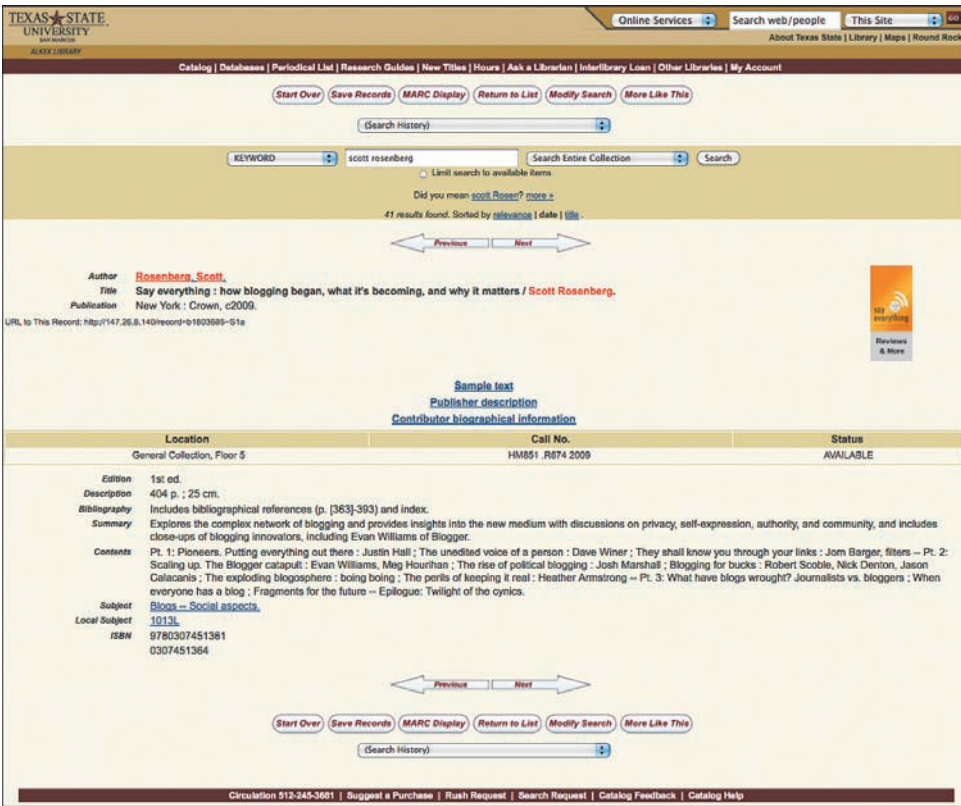 TEXAS STATE
UNIVERSITY
SAN MARCOS
ALKEK LIBRARY
Online Services
Search web/people
This Site
GO
About Texas State | Library | Maps | Round Rock
Catalog | Databases | Periodical List | Research Guides | New Titles | Hours | Ask a Librarian | Interlibrary Loan | Other Libraries | My Account
Start Over Save Records MARC Display Return to List Modify Search More Like This
(Search History)
KEYWORD scott rosenberg Search Entire Collection Search
Limit search to available items
Did you mean scott Rosen? more »
41 results found. Sorted by relevance | date | title .
Previous Next
Author Rosenberg, Scott.
Title Say everything : how blogging began, what it's becoming, and why it matters / Scott Rosenberg.
Publication New York : Crown, c2009.
URL to This Record: http://147.26.8.140/record=b1803685~S1a
say
everything
Reviews
& More
Sample text
Publisher description
Contributor biographical information
Location Call No. Status
General Collection, Floor 5 HM851 .R674 2009 AVAILABLE
Edition 1st ed.
Description 404 p. ; 25 cm.
Bibliography Includes bibliographical references (p. [363]-393) and index.
Summary Explores the complex network of blogging and provides insights into the new medium with discussions on privacy, self-expression, authority, and community, and includes
close-ups of blogging innovators, including Evan Williams of Blogger.
Contents Pt. 1: Pioneers. Putting everything out there : Justin Hall ; The unedited voice of a person : Dave Winer ; They shall know you through your links : Jorn Barger, filters -- Pt. 2:
Scaling up. The Blogger catapult : Evan Williams, Meg Hourihan ; The rise of political blogging : Josh Marshall ; Blogging for bucks : Robert Scoble, Nick Denton, Jason
Calacanis ; The exploding blogosphere : boing boing ; The perils of keeping it real : Heather Armstrong -- Pt. 3: What have blogs wrought? Journalists vs. bloggers ; When
everyone has a blog ; Fragments for the future -- Epilogue: Twilight of the cynics.
Subject Blogs -- Social aspects.
Local Subject 1013L
ISBN 9780307451361
0307451364
Previous Next
Start Over Save Records MARC Display Return to List Modify Search More Like This
(Search History)
Circulation 512-245-3681 | Suggest a Purchase | Rush Request | Search Request | Catalog Feedback | Catalog Help